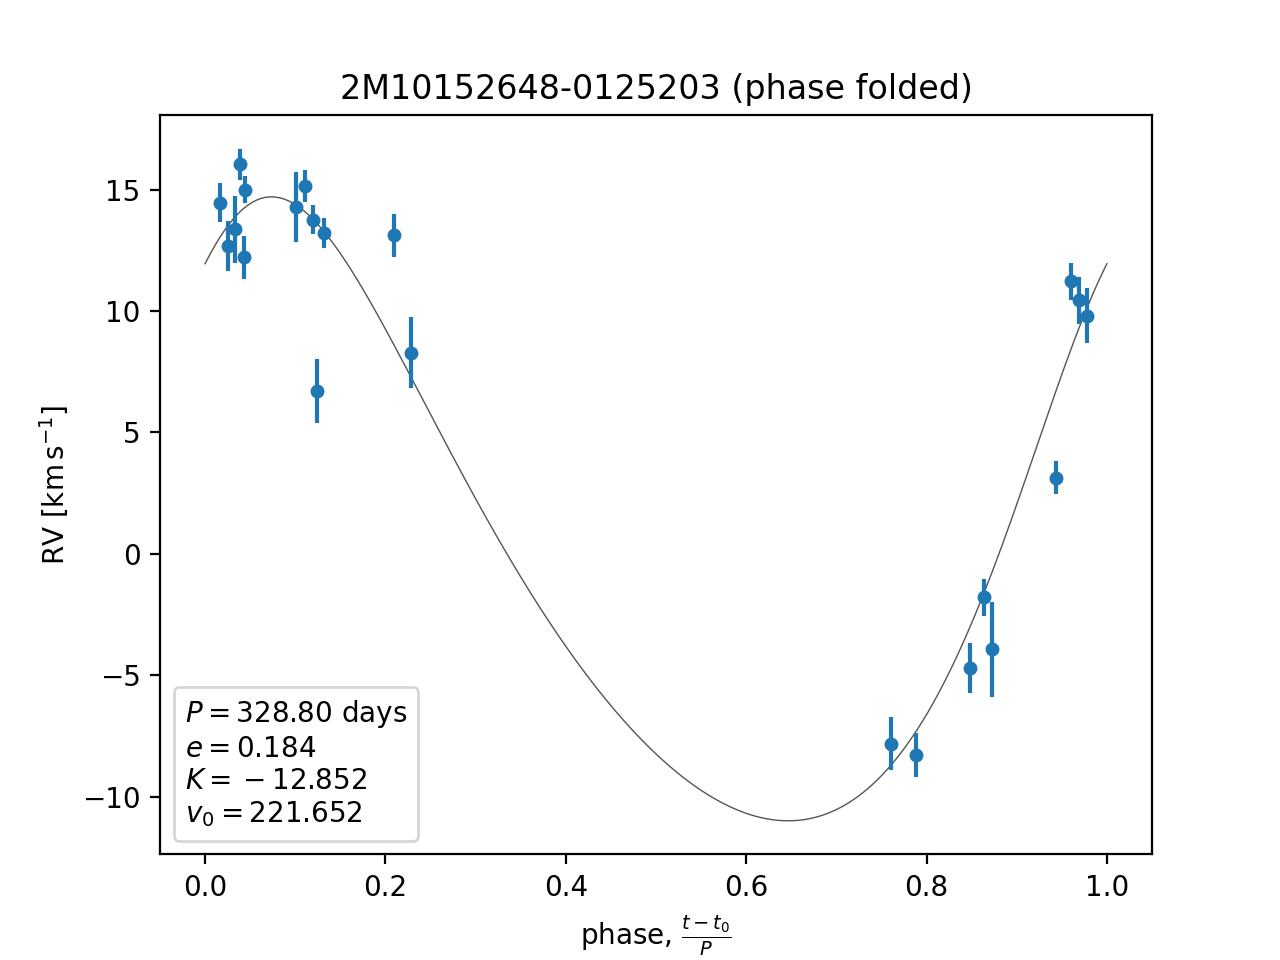 2M10152648-0125203 (phase folded)
RV [km s⁻¹]
15
10
5
0
−5
−10
P = 328.80 days
e = 0.184
K = −12.852
v₀ = 221.652
0.0 0.2 0.4 0.6 0.8 1.0
phase, (t − t₀)/P